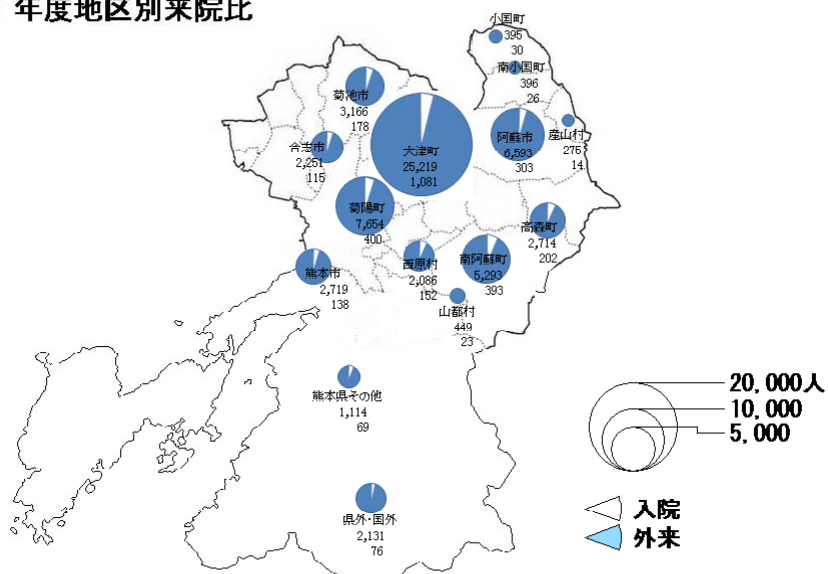 年度地区別来院比
小国町
395
30
南小国町
396
26
菊池市
3,166
178
大津町
25,219
1,081
阿蘇市
6,593
303
産山村
275
14
合志市
2,251
115
菊陽町
7,654
400
高森町
2,714
202
熊本市
2,719
138
西原村
2,086
152
南阿蘇町
5,293
393
山都村
449
23
熊本県その他
1,114
69
県外・国外
2,131
76
20,000人
10,000
5,000
入院
外来